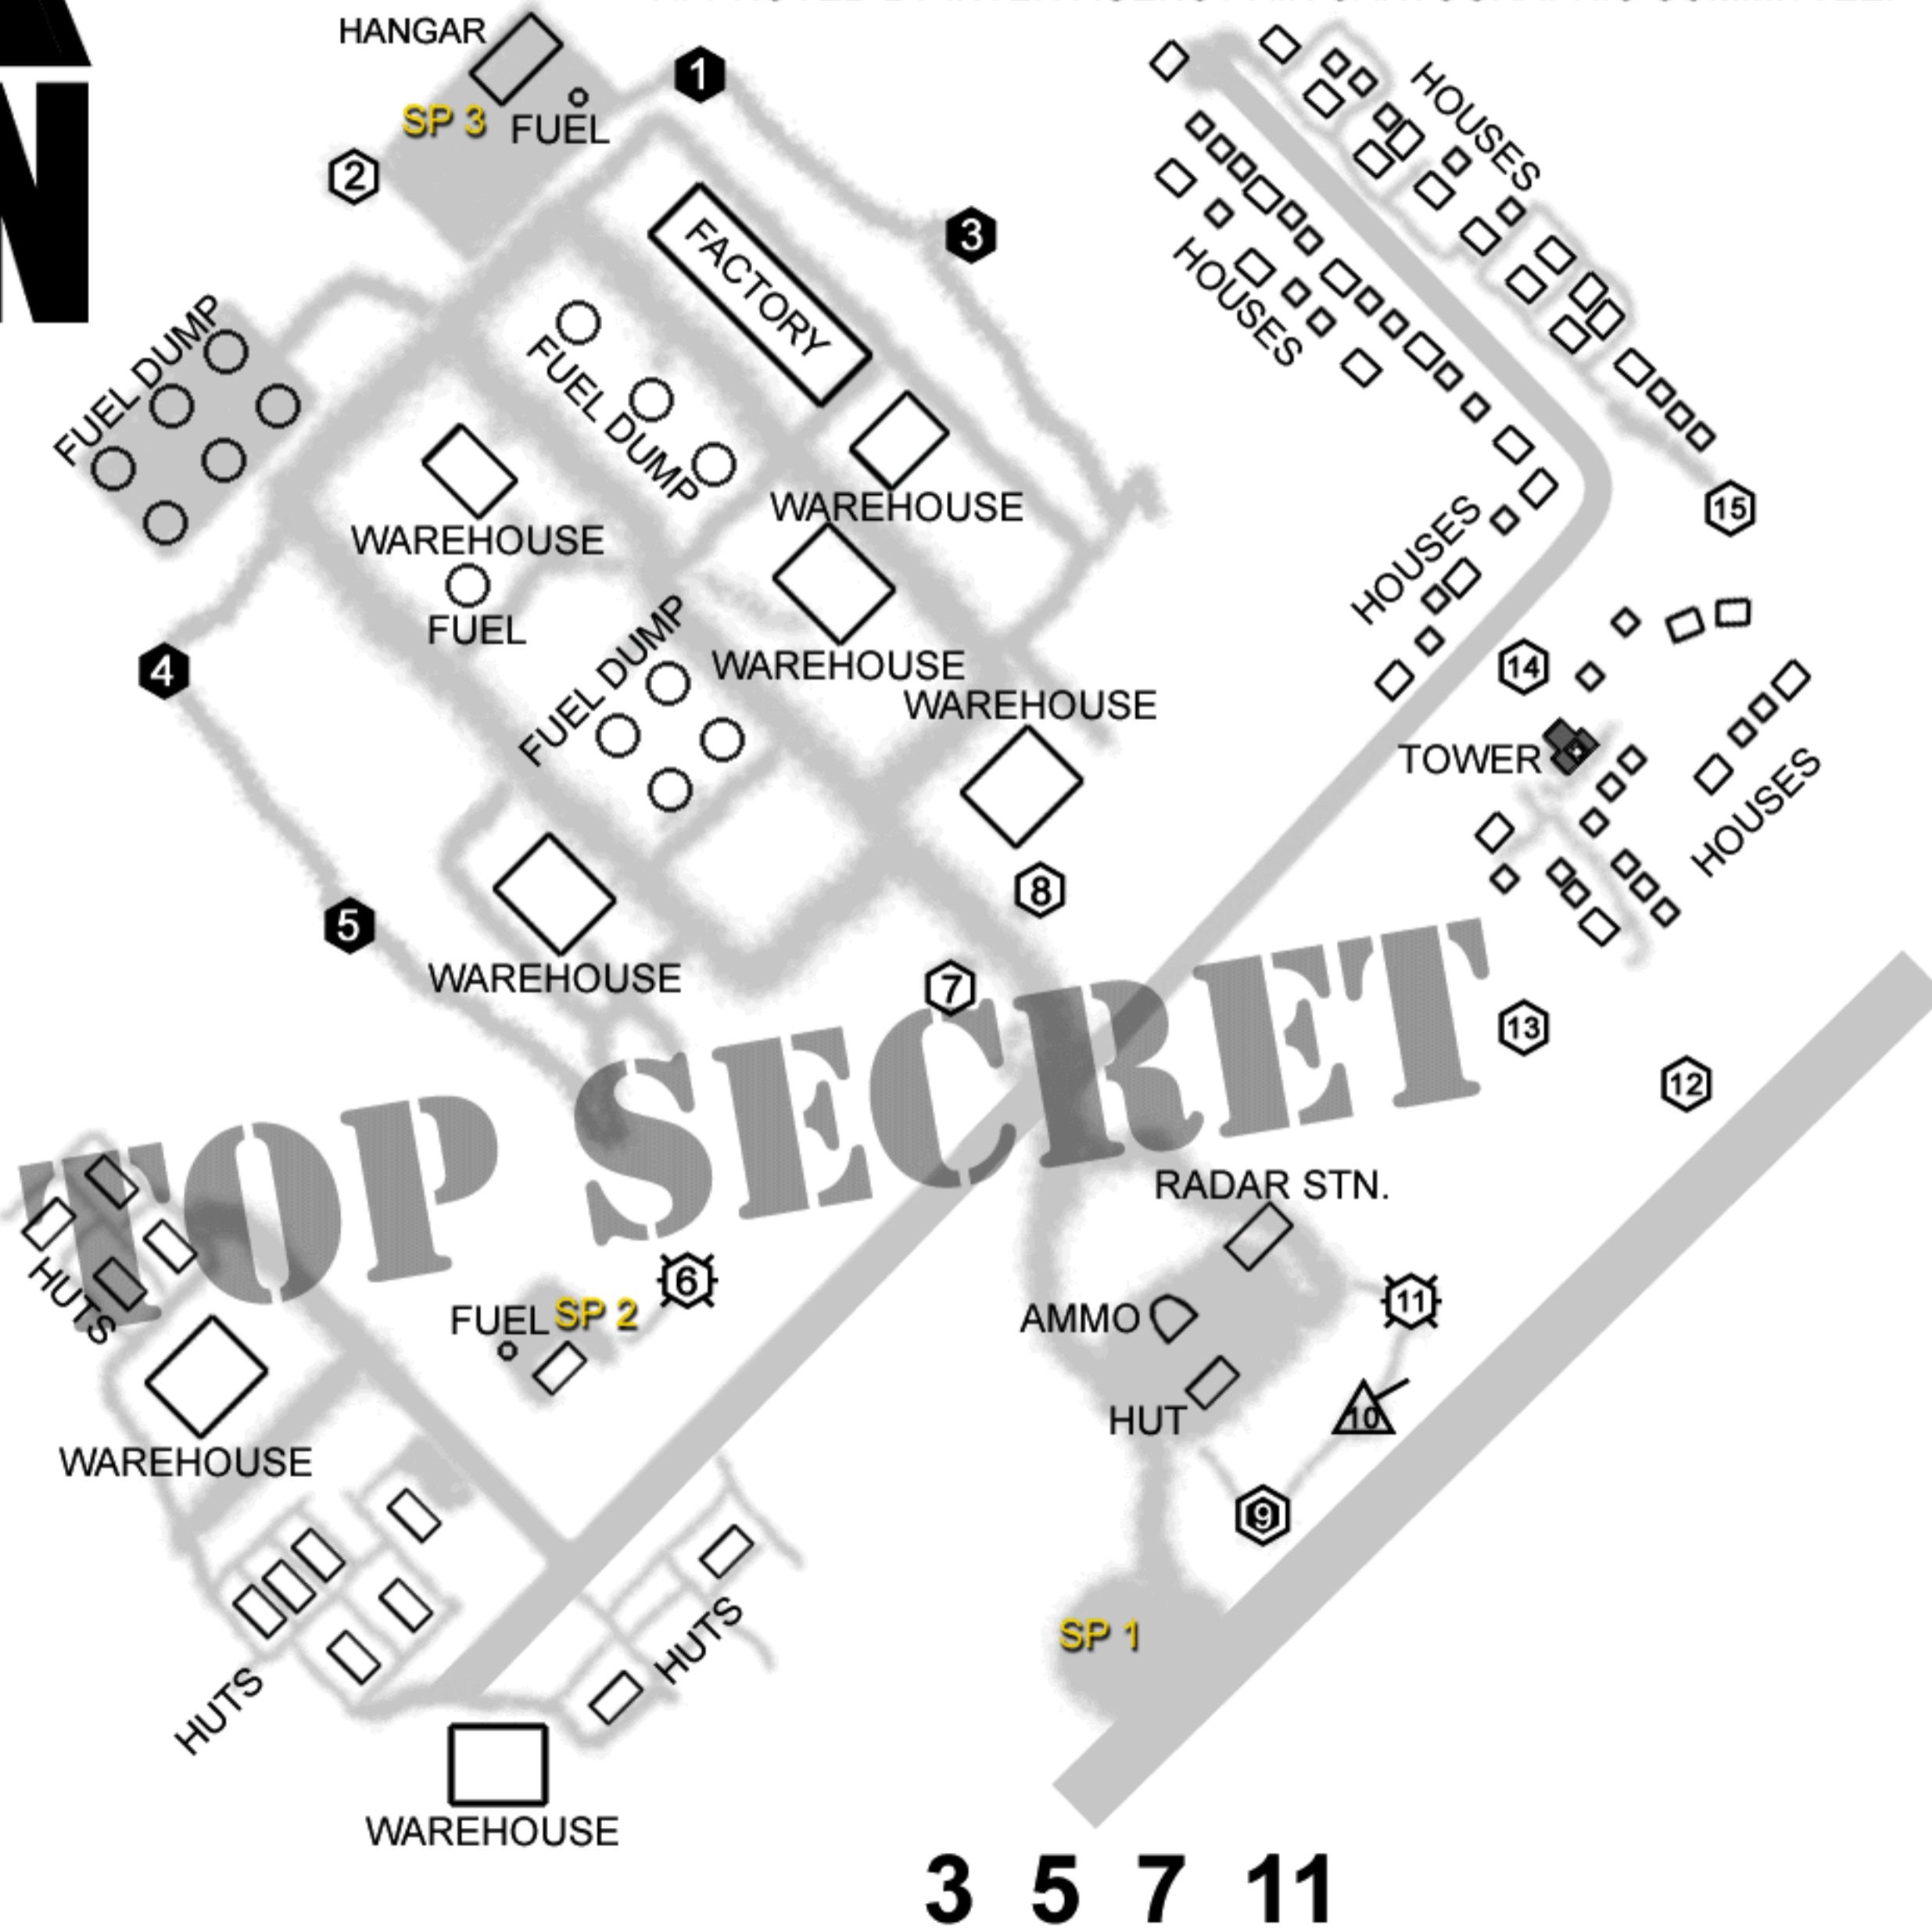 HANGAR
1
SP 3
FUEL
2
3
HOUSES
HOUSES
FACTORY
FUEL DUMP
FUEL DUMP
WAREHOUSE
WAREHOUSE
15
HOUSES
FUEL
4
FUEL DUMP
WAREHOUSE
WAREHOUSE
14
TOWER
HOUSES
8
5
WAREHOUSE
7
13
12
TOP SECRET
RADAR STN.
HUTS
6
FUEL
SP 2
AMMO
11
HUT
10
WAREHOUSE
9
SP 1
HUTS
HUTS
WAREHOUSE
3 5 7 11